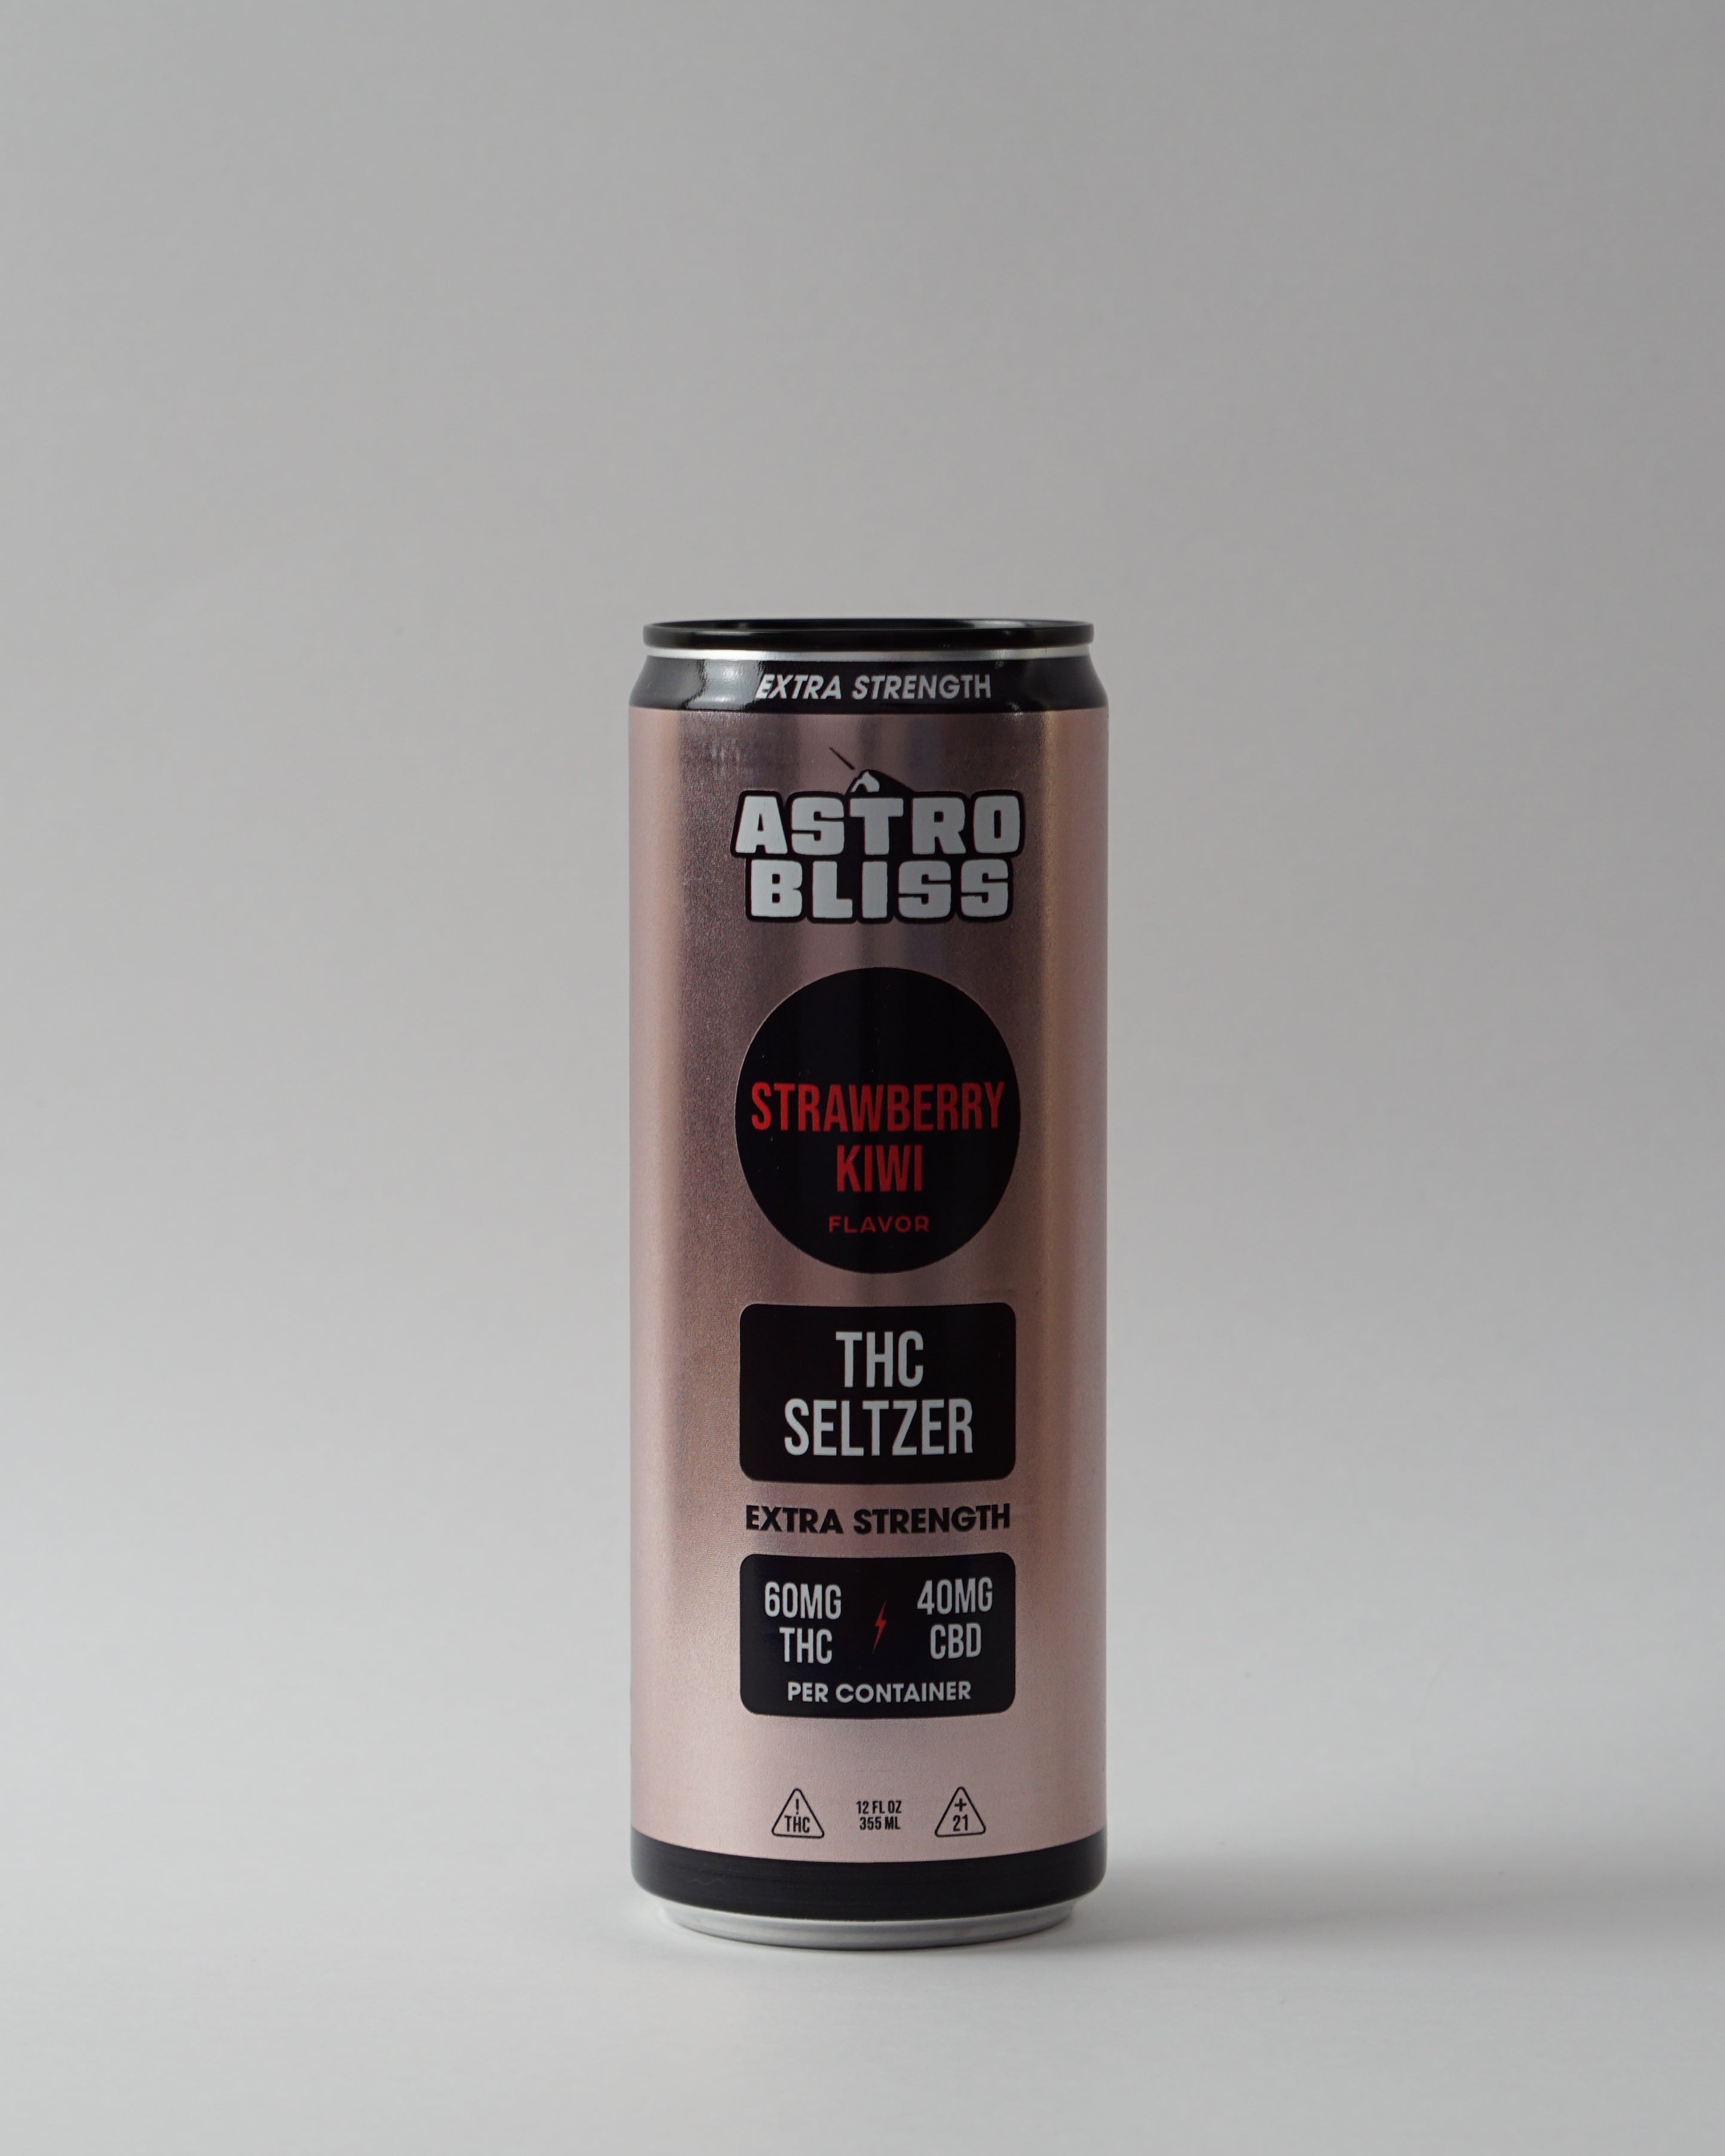 EXTRA STRENGTH
ASTRO
BLISS
STRAWBERRY
KIWI
FLAVOR
THC
SELTZER
EXTRA STRENGTH
60MG 40MG
THC CBD
PER CONTAINER
! 12 FL OZ +
THC 355 ML 21